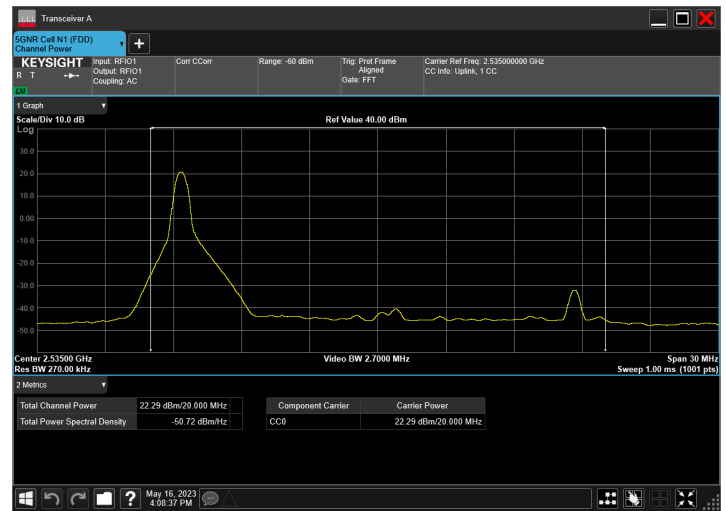 Transceiver A
5GNR Cell N1 (FDD)
Channel Power
KEYSIGHT
R T
LXI
Input: RFIO1
Output: RFIO1
Coupling: AC
Corr CCorr
Range: -60 dBm
Trig: Prot Frame
Aligned
Gate: FFT
Carrier Ref Freq: 2.535000000 GHz
CC Info: Uplink, 1 CC
1 Graph
Scale/Div 10.0 dB
Ref Value 40.00 dBm
Log
30.0
20.0
10.0
0.00
-10.0
-20.0
-30.0
-40.0
-50.0
Center 2.53500 GHz
Video BW 2.7000 MHz
Span 30 MHz
Res BW 270.00 kHz
Sweep 1.00 ms (1001 pts)
2 Metrics
Total Channel Power 22.29 dBm/20.000 MHz
Total Power Spectral Density -50.72 dBm/Hz
Component Carrier Carrier Power
CC0 22.29 dBm/20.000 MHz
?
May 16, 2023
4:08:37 PM